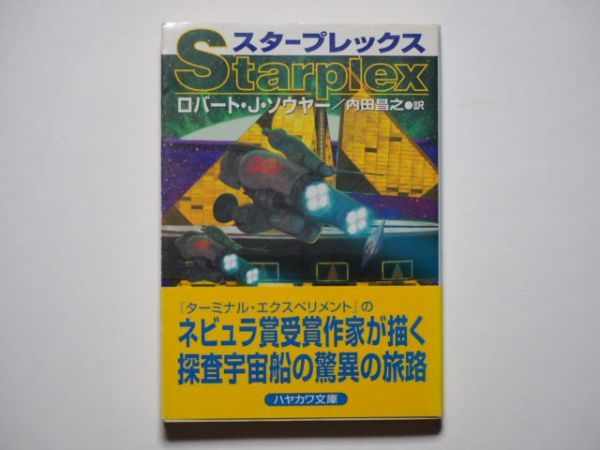 スタープレックス
Starplex
ロバート・J・ソウヤー/内田昌之●訳
『ターミナル・エクスペリメント』の
ネビュラ賞受賞作家が描く
探査宇宙船の驚異の旅路
ハヤカワ文庫